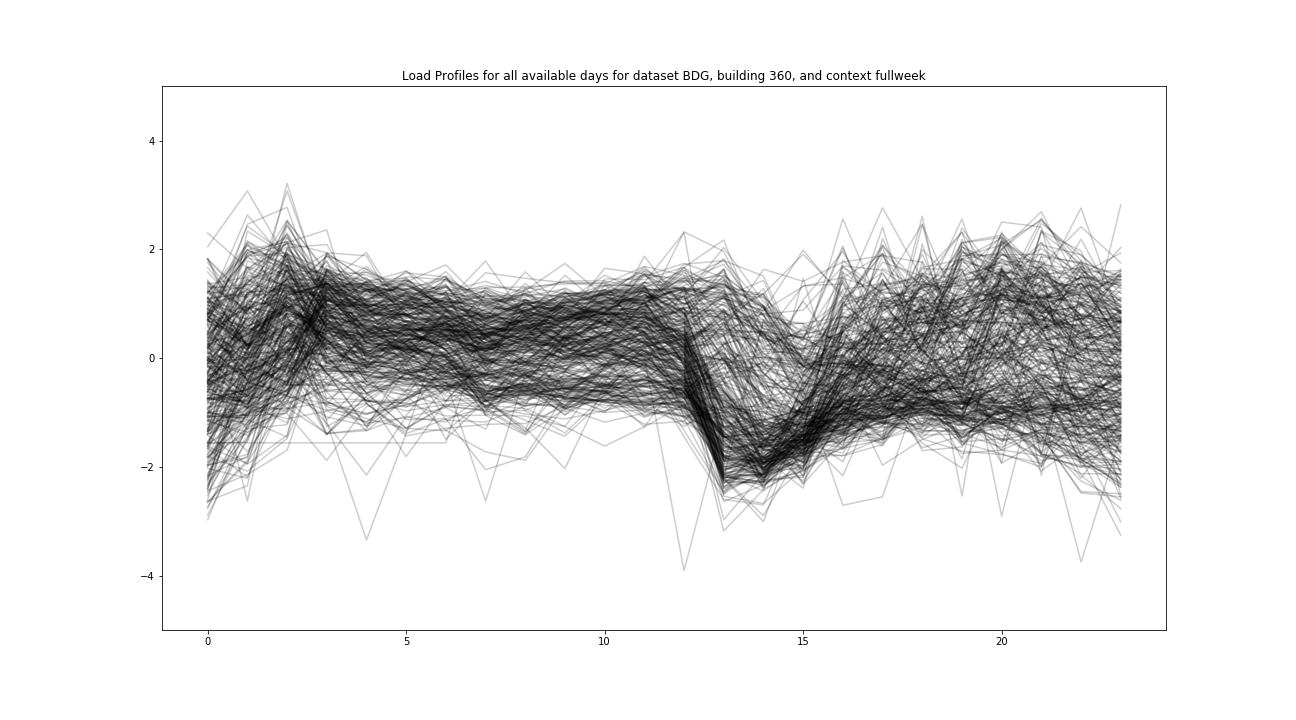 Load Profiles for all available days for dataset BDG, building 360, and context fullweek
4
2
0
−2
−4
0 5 10 15 20